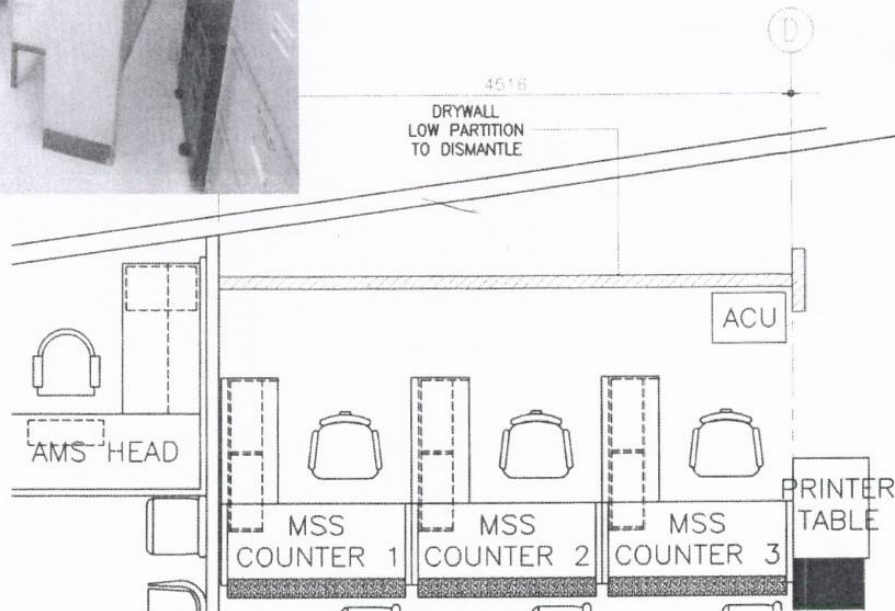 D
4516
DRYWALL
LOW PARTITION
TO DISMANTLE
ACU
AMS HEAD
MSS
COUNTER 1
MSS
COUNTER 2
MSS
COUNTER 3
PRINTER
TABLE